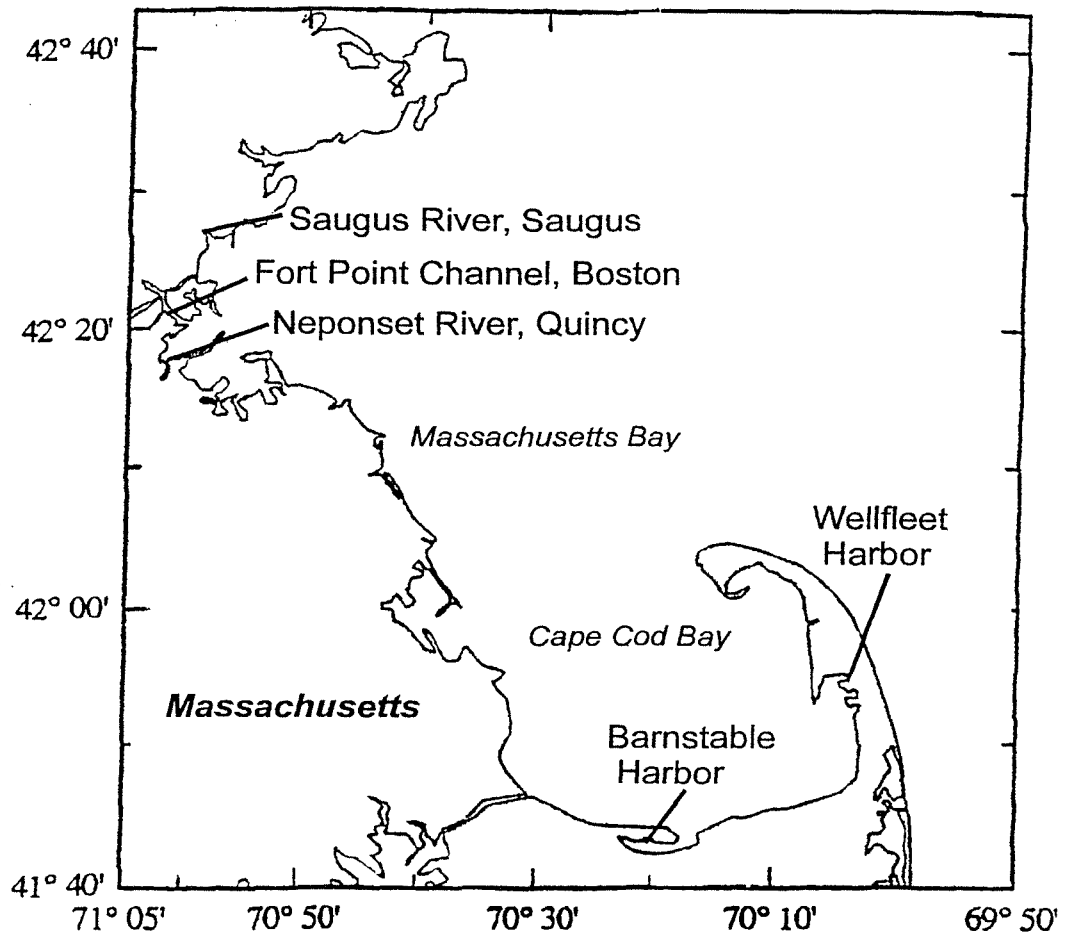 42° 40'
Saugus River, Saugus
Fort Point Channel, Boston
42° 20'
Neponset River, Quincy
Massachusetts Bay
Wellfleet
Harbor
42° 00'
Cape Cod Bay
Massachusetts
Barnstable
Harbor
41° 40'
71° 05'
70° 50'
70° 30'
70° 10'
69° 50'